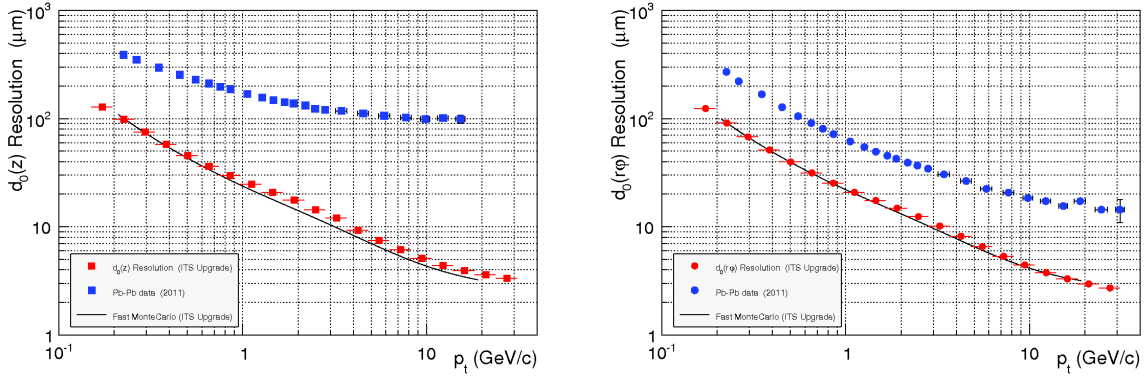 d₀(z) Resolution (μm)
10³
10²
10
1
d₀(z) Resolution (ITS Upgrade)
Pb-Pb data (2011)
Fast MonteCarlo (ITS Upgrade)
10⁻¹ 1 10
pₜ (GeV/c)
d₀(rφ) Resolution (μm)
10³
10²
10
1
d₀(rφ) Resolution (ITS Upgrade)
Pb-Pb data (2011)
Fast MonteCarlo (ITS Upgrade)
10⁻¹ 1 10
pₜ (GeV/c)